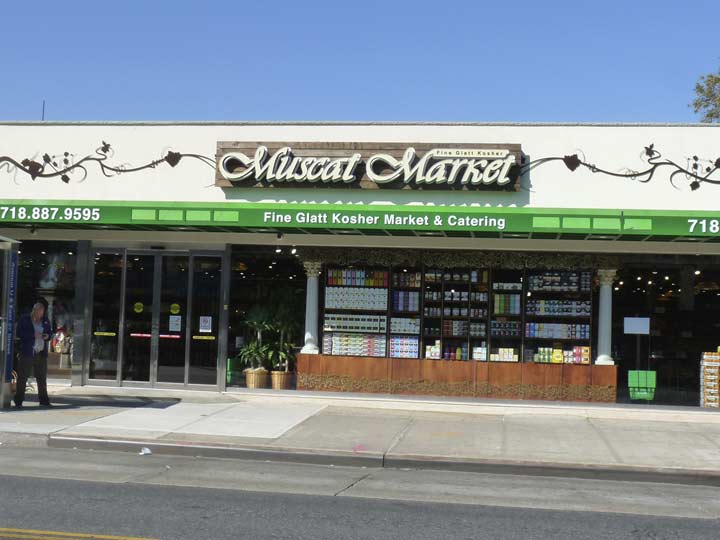 Fine Glatt Kosher
Muscat Market
718.887.9595
Fine Glatt Kosher Market & Catering
718